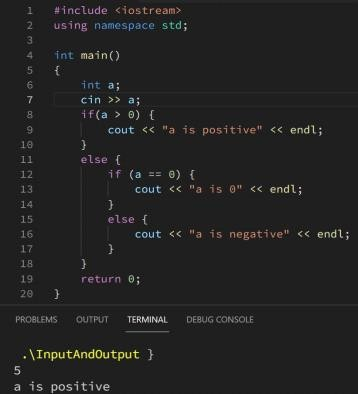 1 #include <iostream>
2 using namespace std;
3
4 int main()
5 {
6 int a;
7 cin >> a;
8 if(a > 0) {
9 cout << "a is positive" << endl;
10 }
11 else {
12 if (a == 0) {
13 cout << "a is 0" << endl;
14 }
15 else {
16 cout << "a is negative" << endl;
17 }
18 }
19 return 0;
20 }
PROBLEMS OUTPUT TERMINAL DEBUG CONSOLE
.\InputAndOutput }
5
a is positive